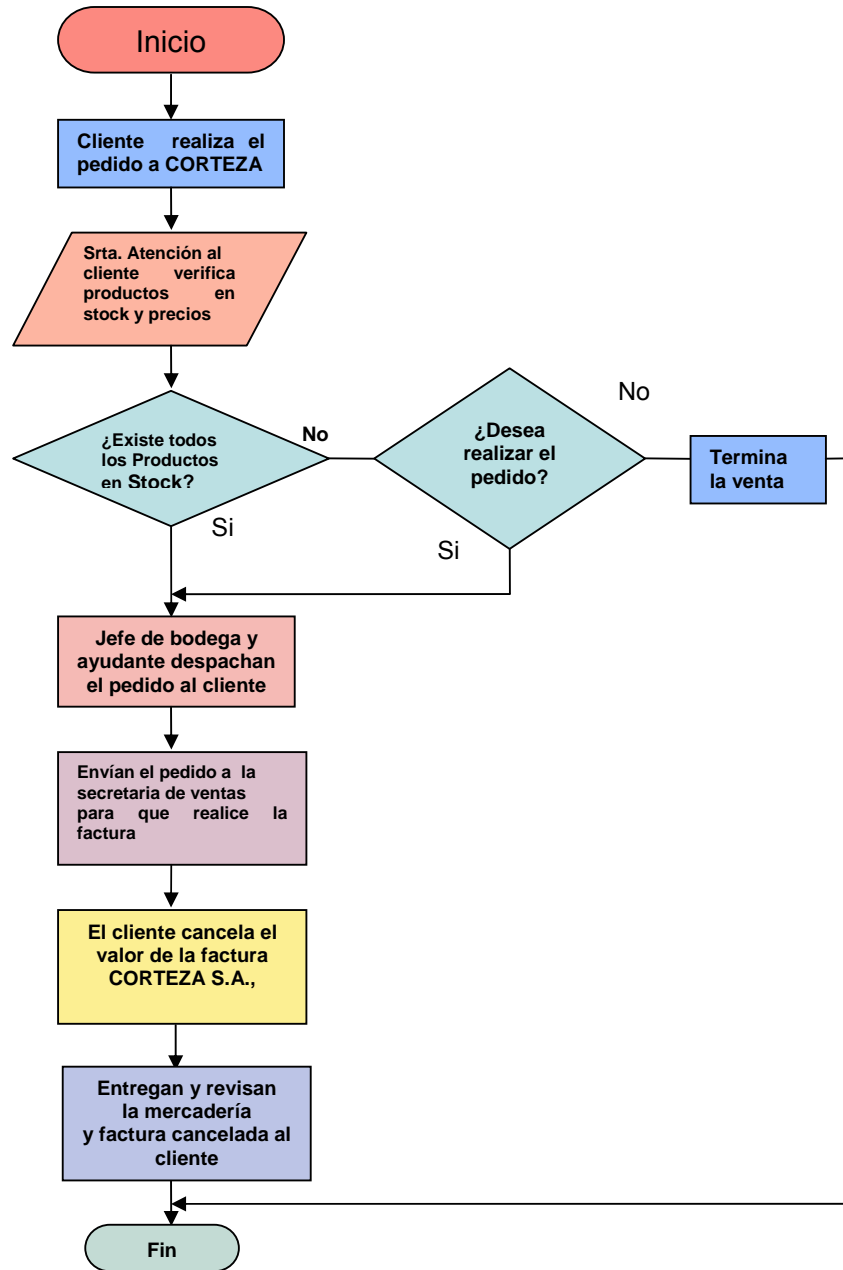 Inicio
Cliente realiza el
pedido a CORTEZA
Srta. Atención al
cliente verifica
productos en
stock y precios
¿Existe todos
los Productos
en Stock?
No
Si
¿Desea
realizar el
pedido?
No
Si
Termina
la venta
Jefe de bodega y
ayudante despachan
el pedido al cliente
Envían el pedido a la
secretaria de ventas
para que realice la
factura
El cliente cancela el
valor de la factura
CORTEZA S.A.,
Entregan y revisan
la mercadería
y factura cancelada al
cliente
Fin